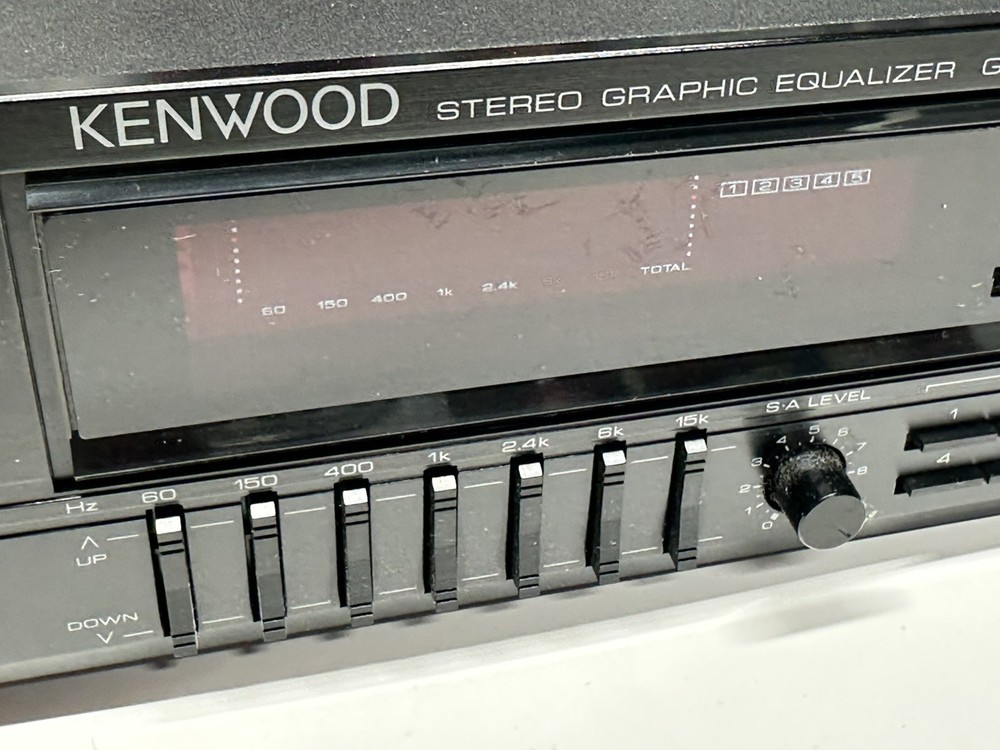 KENWOOD STEREO GRAPHIC EQUALIZER G
1 2 3 4 5
60 150 400 1k 2.4k 6k 15k TOTAL
S·A LEVEL
Hz 60 150 400 1k 2.4k 6k 15k
0 1 2 3 4 5 6 7 8
1
4
UP
DOWN